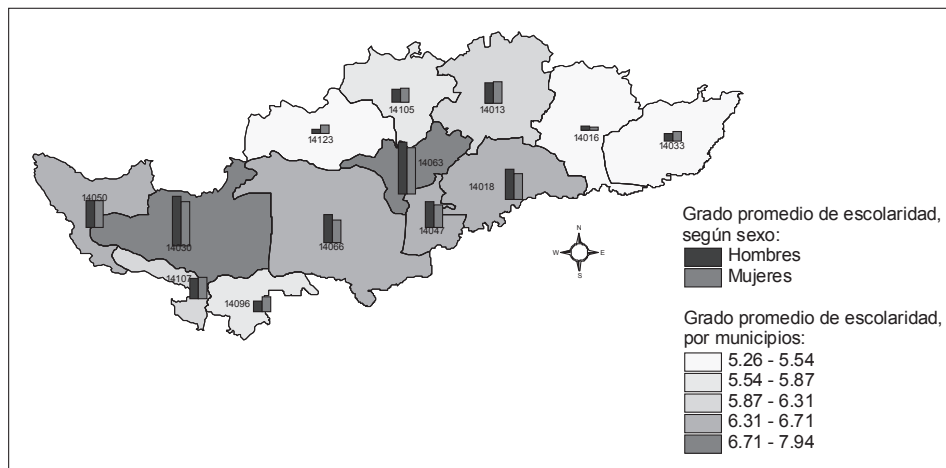 14105
14013
14123
14016
14033
14063
14018
14050
14047
14066
14030
14107
14096
N
W
E
S
Grado promedio de escolaridad,
según sexo:
Hombres
Mujeres
Grado promedio de escolaridad,
por municipios:
5.26 - 5.54
5.54 - 5.87
5.87 - 6.31
6.31 - 6.71
6.71 - 7.94